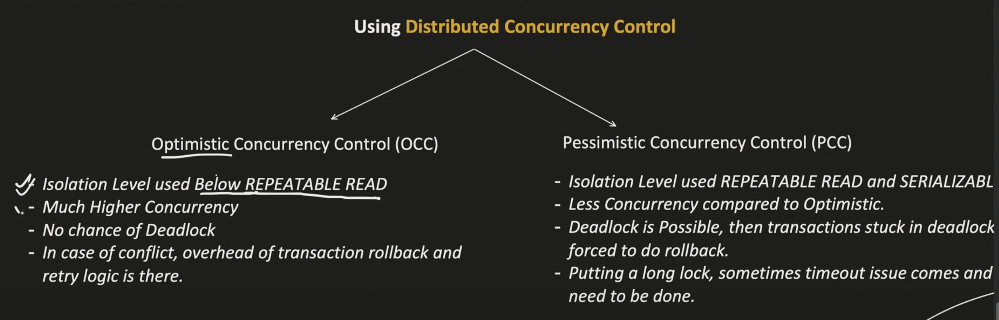 Using Distributed Concurrency Control
Optimistic Concurrency Control (OCC)
- Isolation Level used Below REPEATABLE READ
- Much Higher Concurrency
- No chance of Deadlock
- In case of conflict, overhead of transaction rollback and
retry logic is there.
Pessimistic Concurrency Control (PCC)
- Isolation Level used REPEATABLE READ and SERIALIZABL
- Less Concurrency compared to Optimistic.
- Deadlock is Possible, then transactions stuck in deadlock
forced to do rollback.
- Putting a long lock, sometimes timeout issue comes and
need to be done.